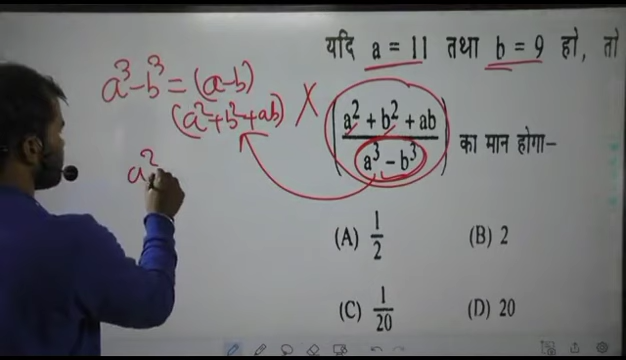 यदि a = 11 तथा b = 9 हो, तो
a³ - b³ = (a-b)
(a²+b²+ab)
X
(a² + b² + ab / a³ - b³) का मान होगा-
a²
(A) 1/2 (B) 2
(C) 1/20 (D) 20